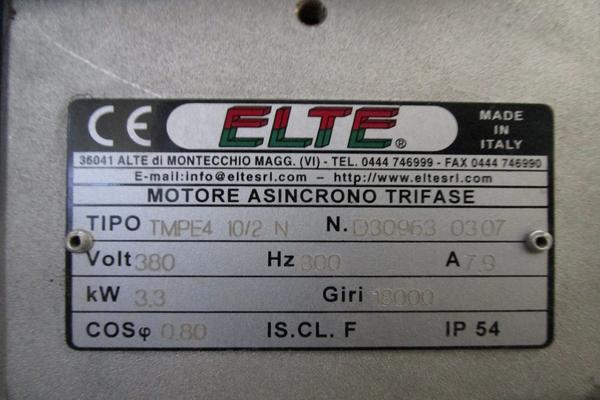 CE ELTE® MADE IN ITALY
36041 ALTE di MONTECCHIO MAGG. (VI) - TEL. 0444 746999 - FAX 0444 746990
E-mail:info@eltesrl.com – http://www.eltesrl.com
MOTORE ASINCRONO TRIFASE
TIPO TMPE4 10/2 N N. D30963 0307
Volt 380 Hz 300 A 7.9
kW 3.3 Giri 18000
COSφ 0.80 IS.CL. F IP 54